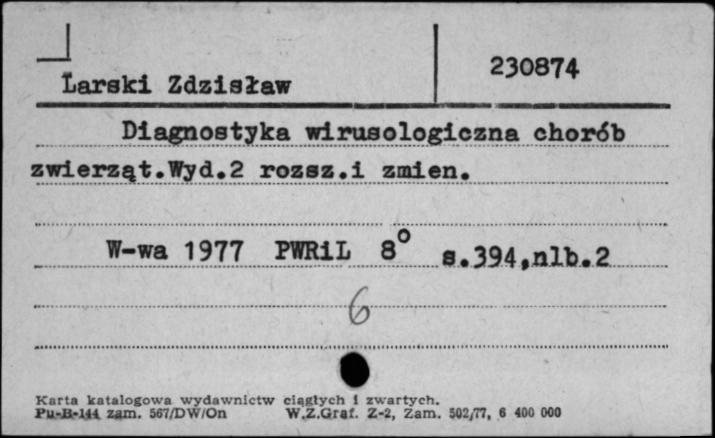 230874
Larski Zdzisław
Diagnostyka wirusologiczna chorób
zwierząt.Wyd.2 rozsz.i zmien.
W-wa 1977 PWRiL 8° s.394,nlb.2
6
Karta katalogowa wydawnictw ciągłych i zwartych.
Pu-B-144 zam. 567/DW/On W.Z.Graf. Z-2, Zam. 502/77, 6 400 000